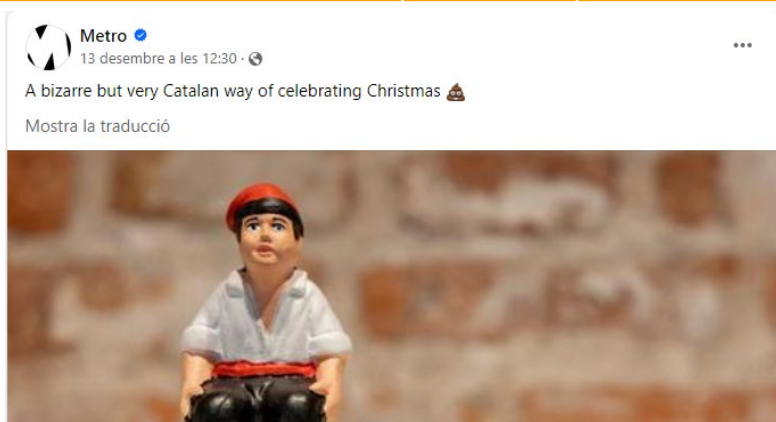 Metro
13 desembre a les 12:30 ·
A bizarre but very Catalan way of celebrating Christmas 💩
Mostra la traducció